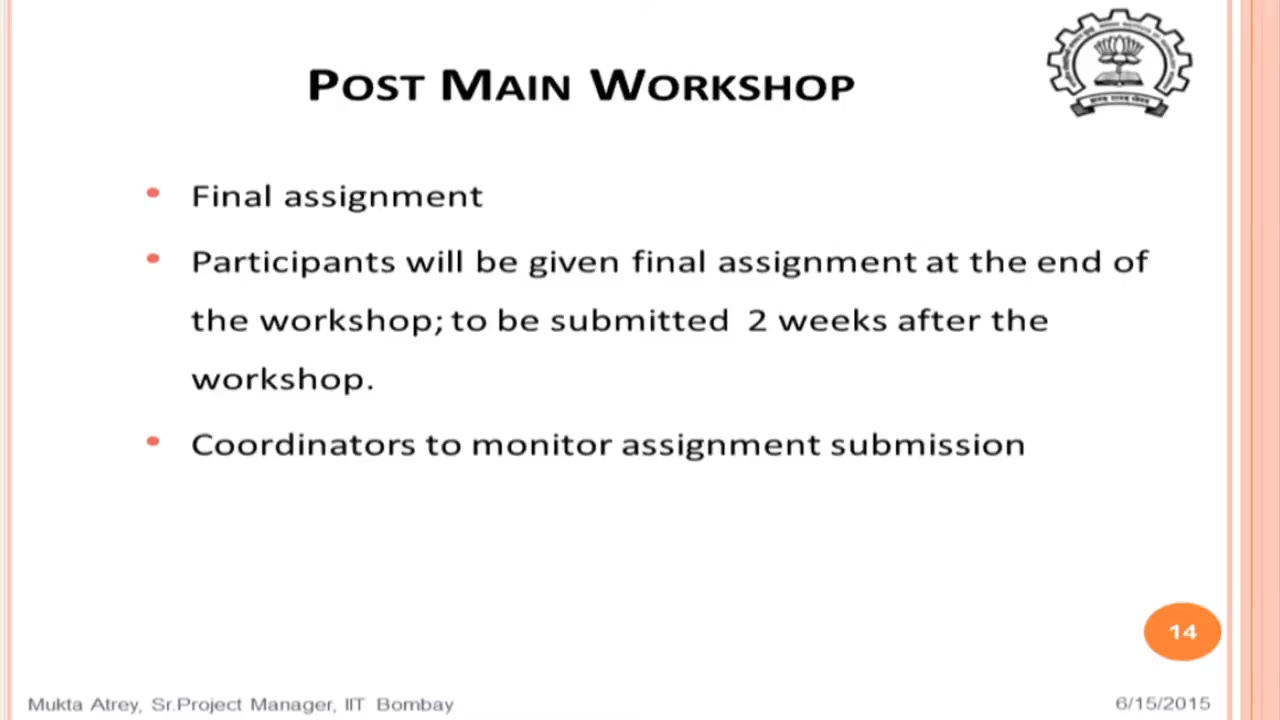 POST MAIN WORKSHOP
• Final assignment
• Participants will be given final assignment at the end of
the workshop; to be submitted 2 weeks after the
workshop.
• Coordinators to monitor assignment submission
14
Mukta Atrey, Sr.Project Manager, IIT Bombay
6/15/2015